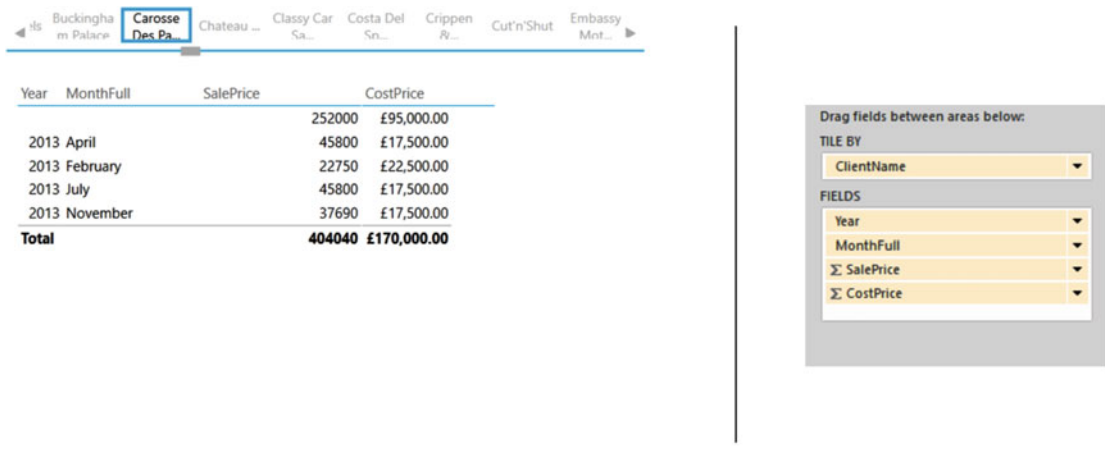 els Buckingha Carosse Chateau ... Classy Car Costa Del Crippen Cut'n'Shut Embassy
m Palace Des Pa... Sa... Sp... &... Mot...
Year MonthFull SalePrice CostPrice
252000 £95,000.00
2013 April 45800 £17,500.00
2013 February 22750 £22,500.00
2013 July 45800 £17,500.00
2013 November 37690 £17,500.00
Total 404040 £170,000.00
Drag fields between areas below:
TILE BY
ClientName
FIELDS
Year
MonthFull
Σ SalePrice
Σ CostPrice